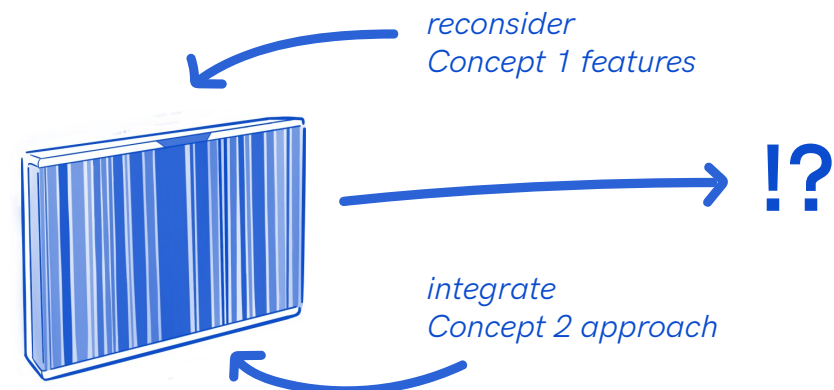 reconsider
Concept 1 features
!?
integrate
Concept 2 approach